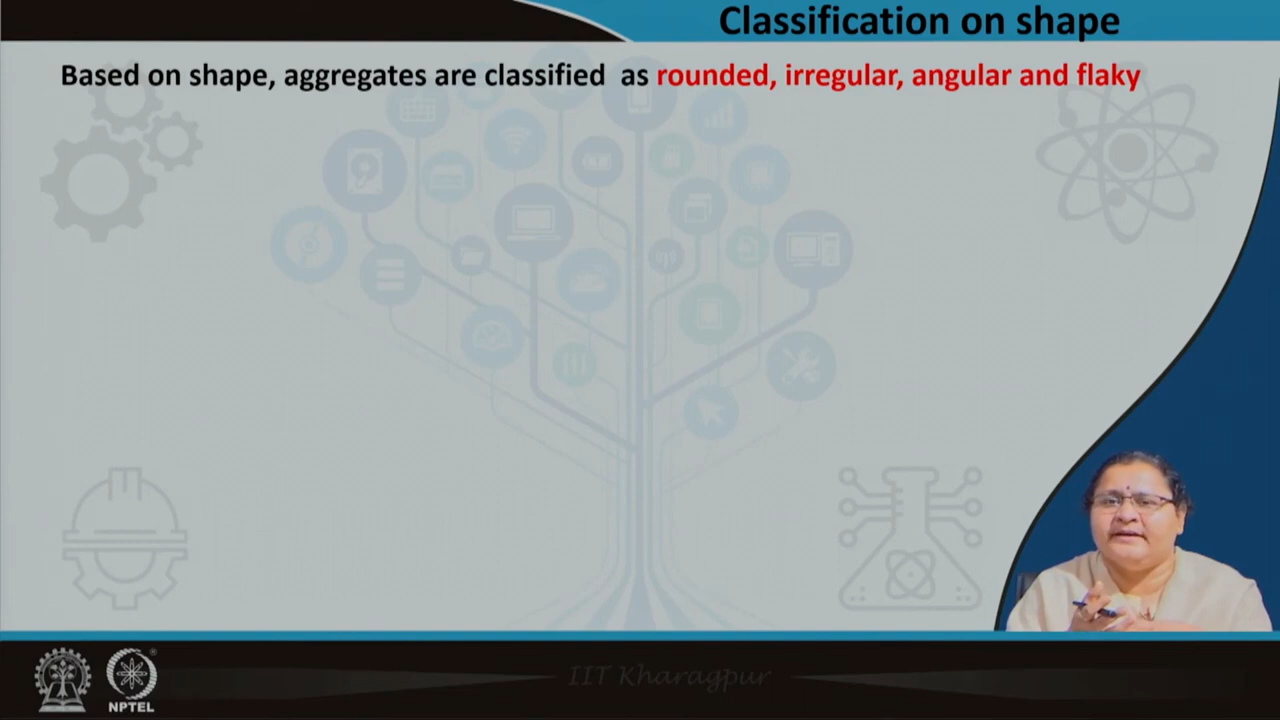 Classification on shape
Based on shape, aggregates are classified as rounded, irregular, angular and flaky
IIT Kharagpur
NPTEL